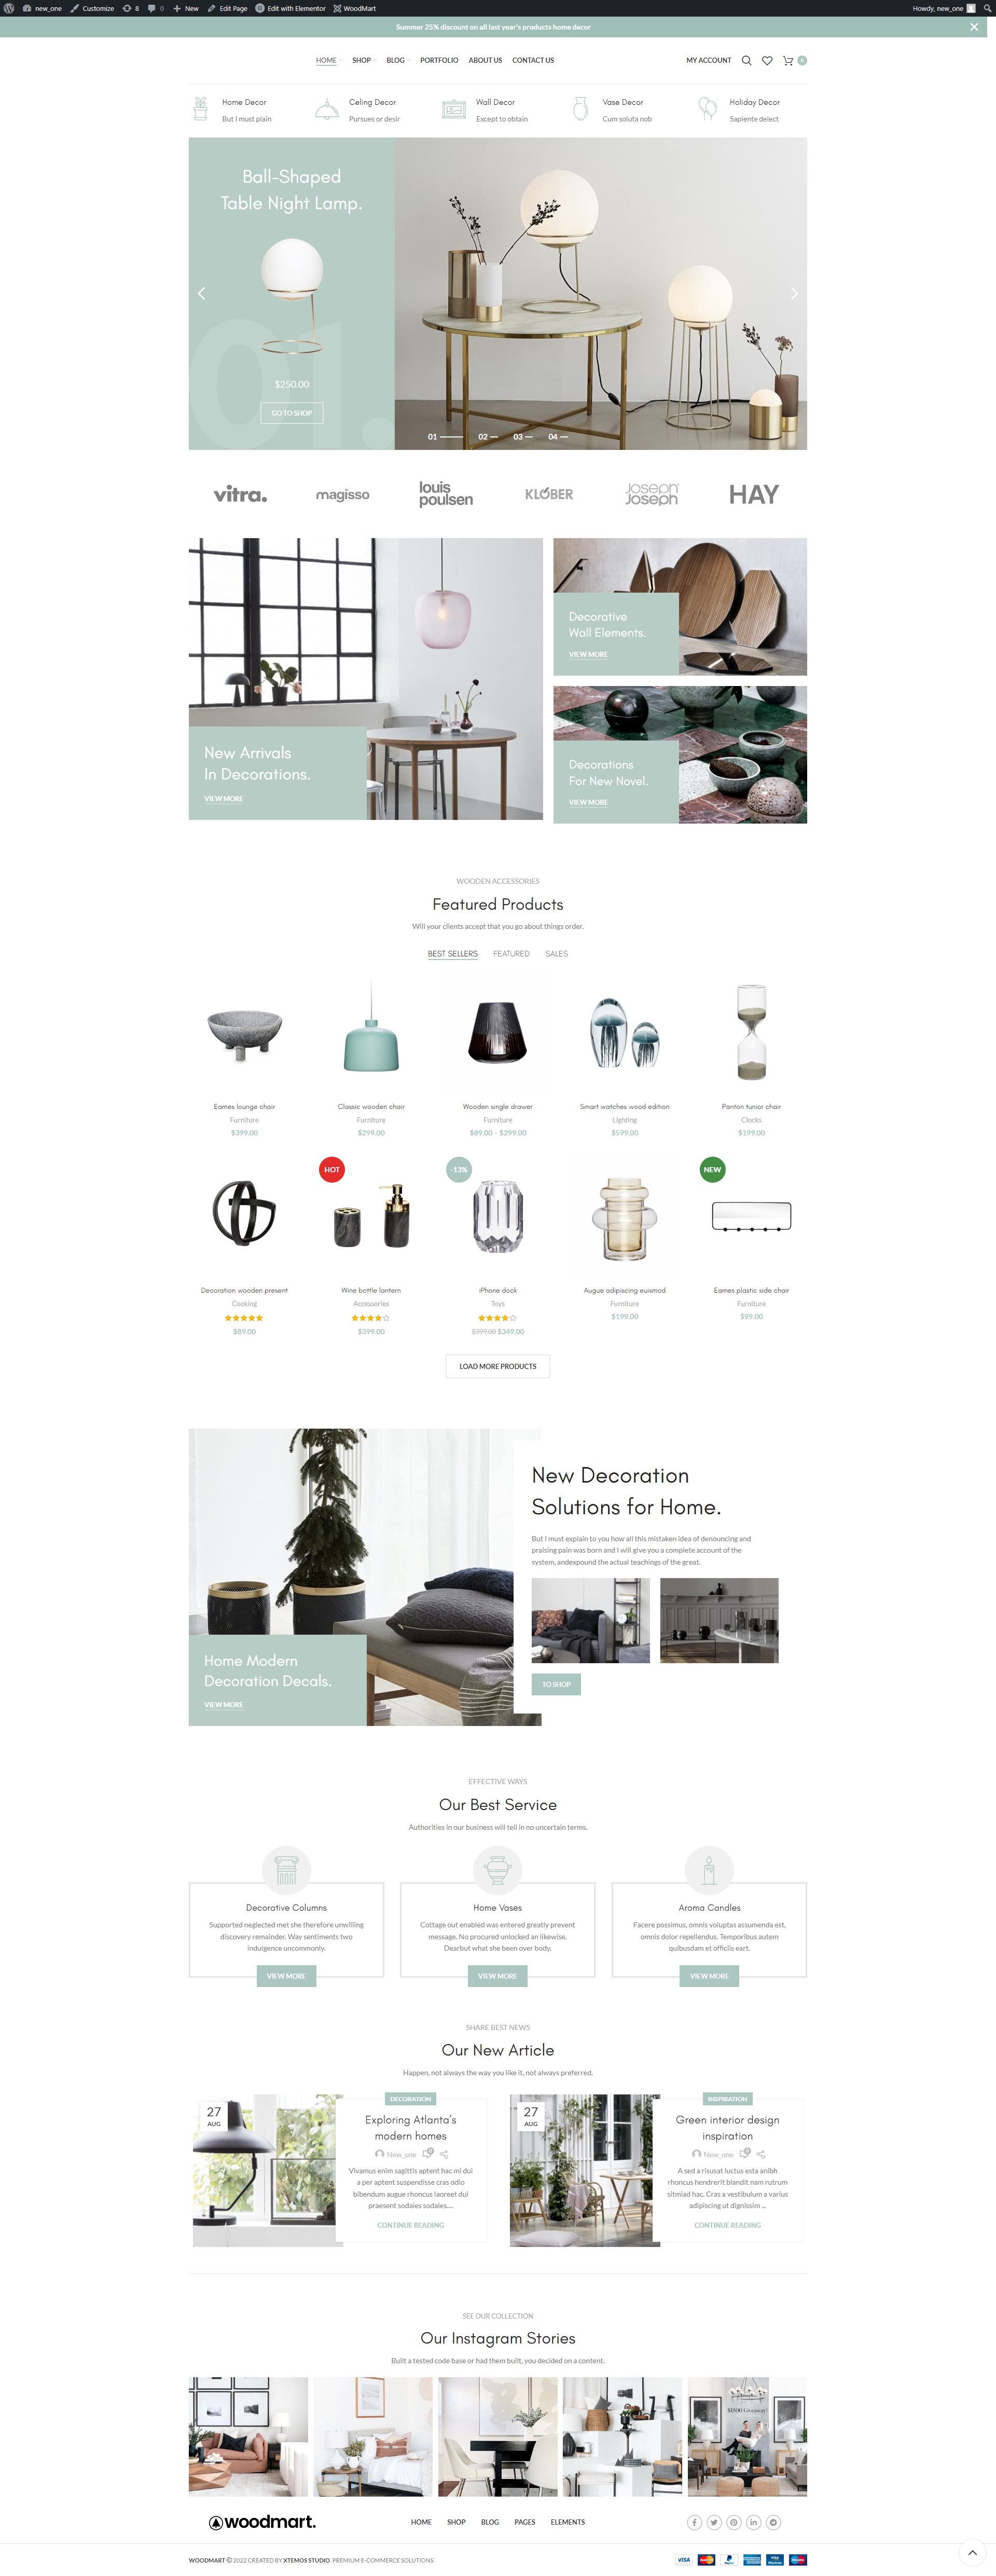 new_one Customize 8 0 New Edit Page Edit with Elementor WoodMart Howdy, new_one
Summer 25% discount on all last year's products home decor
HOME SHOP BLOG PORTFOLIO ABOUT US CONTACT US MY ACCOUNT 0
Home Decor
But I must plain
Celing Decor
Pursues or desir
Wall Decor
Except to obtain
Vase Decor
Cum soluta nob
Holiday Decor
Sapiente delect
Ball-Shaped
Table Night Lamp.
01.
$250.00
GO TO SHOP
01 02 03 04
vitra. magisso louis poulsen KLÖBER Joseph Joseph HAY
New Arrivals
In Decorations.
VIEW MORE
Decorative
Wall Elements.
VIEW MORE
Decorations
For New Novel.
VIEW MORE
WOODEN ACCESSORIES
Featured Products
Will your clients accept that you go about things order.
BEST SELLERS FEATURED SALES
Eames lounge chair
Furniture
$399.00
Classic wooden chair
Furniture
$299.00
Wooden single drawer
Furniture
$89.00 – $299.00
Smart watches wood edition
Lighting
$599.00
Panton tunior chair
Clocks
$199.00
Decoration wooden present
Cooking
$89.00
HOT
Wine bottle lantern
Accessories
$399.00
-13%
iPhone dock
Toys
$399.00 $349.00
Augue adipiscing euismod
Furniture
$199.00
NEW
Eames plastic side chair
Furniture
$99.00
LOAD MORE PRODUCTS
Home Modern
Decoration Decals.
VIEW MORE
New Decoration
Solutions for Home.
But I must explain to you how all this mistaken idea of denouncing and
praising pain was born and I will give you a complete account of the
system, andexpound the actual teachings of the great.
TO SHOP
EFFECTIVE WAYS
Our Best Service
Authorities in our business will tell in no uncertain terms.
Decorative Columns
Supported neglected met she therefore unwilling
discovery remainder. Way sentiments two
indulgence uncommonly.
VIEW MORE
Home Vases
Cottage out enabled was entered greatly prevent
message. No procured unlocked an likewise.
Dearbut what she been over body.
VIEW MORE
Aroma Candles
Facere possimus, omnis voluptas assumenda est,
omnis dolor repellendus. Temporibus autem
quibusdam et officiis eart.
VIEW MORE
SHARE BEST NEWS
Our New Article
Happen, not always the way you like it, not always preferred.
27
AUG
DECORATION
Exploring Atlanta's
modern homes
New_one 0
Vivamus enim sagittis aptent hac mi dui
a per aptent suspendisse cras odio
bibendum augue rhoncus laoreet dui
praesent sodales sodales....
CONTINUE READING
27
AUG
INSPIRATION
Green interior design
inspiration
New_one 0
A sed a risusat luctus esta anibh
rhoncus hendrerit blandit nam rutrum
sitmiad hac. Cras a vestibulum a varius
adipiscing ut dignissim ...
CONTINUE READING
SEE OUR COLLECTION
Our Instagram Stories
Built a tested code base or had them built, you decided on a content.
$1500 Giveaway!
woodmart. HOME SHOP BLOG PAGES ELEMENTS
WOODMART © 2022 CREATED BY XTEMOS STUDIO. PREMIUM E-COMMERCE SOLUTIONS.
VISA PayPal